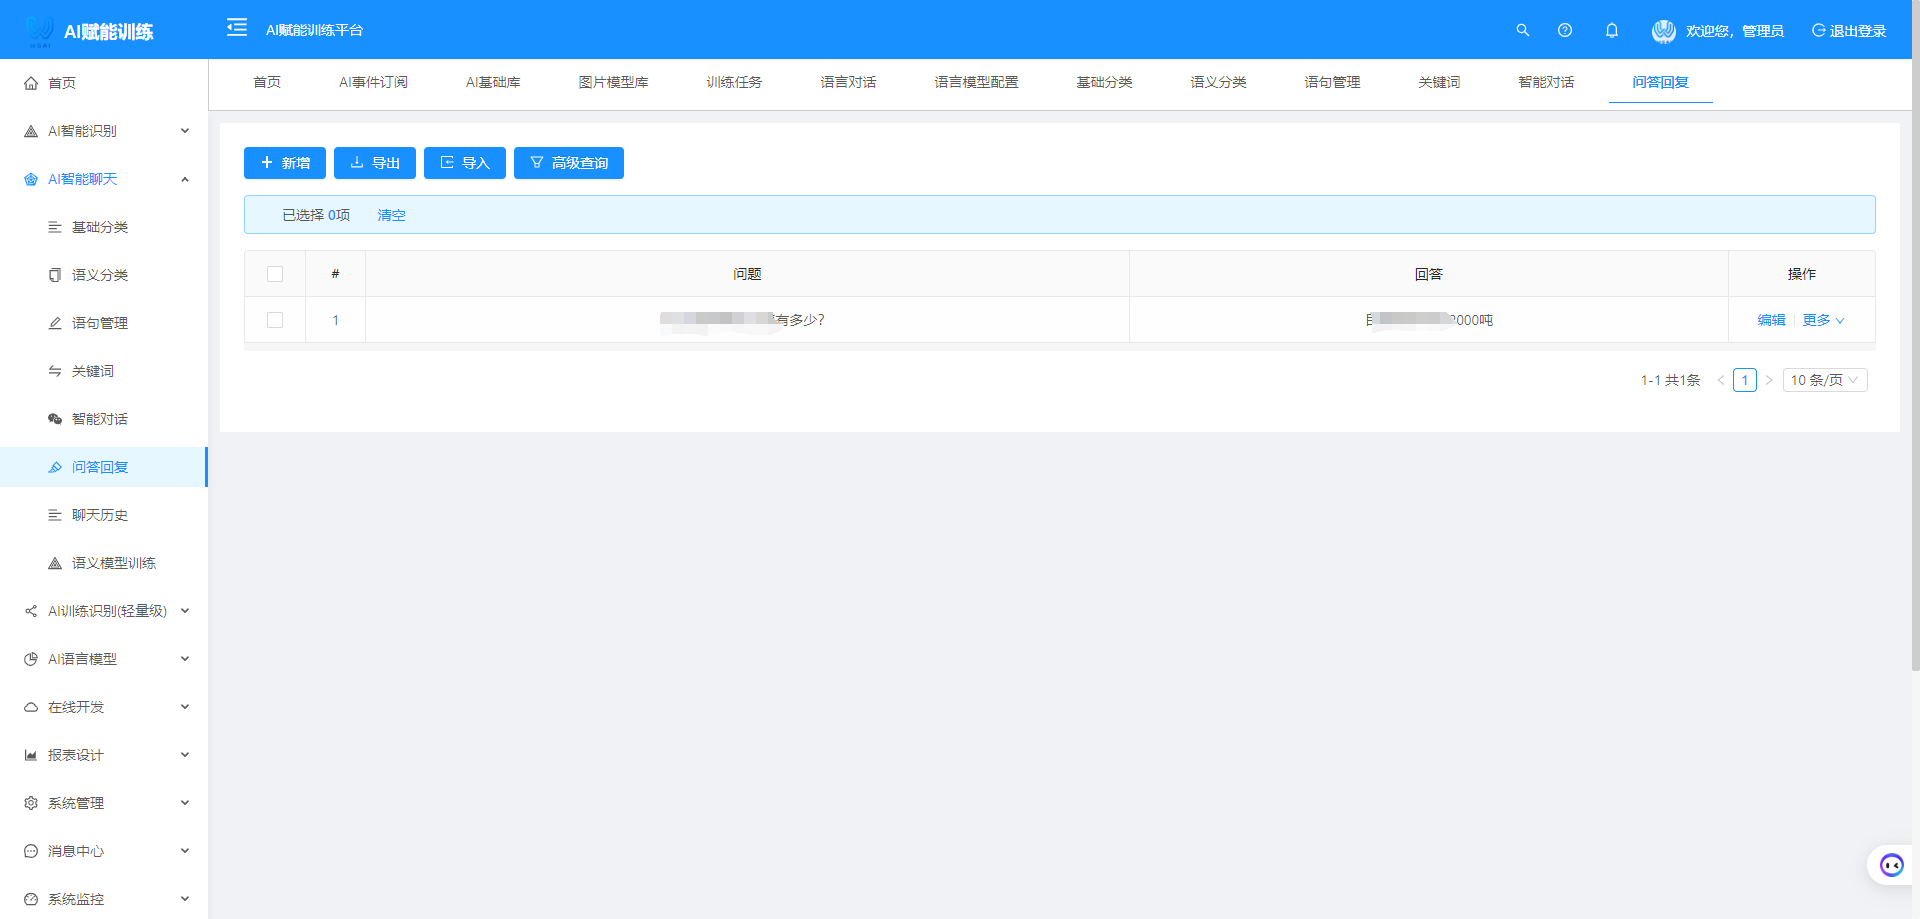 AI赋能训练
AI赋能训练平台
欢迎您，管理员
退出登录
首页
AI智能识别
AI智能聊天
基础分类
语义分类
语句管理
关键词
智能对话
问答回复
聊天历史
语义模型训练
AI训练识别(轻量级)
AI语言模型
在线开发
报表设计
系统管理
消息中心
系统监控
首页 AI事件订阅 AI基础库 图片模型库 训练任务 语言对话 语言模型配置 基础分类 语义分类 语句管理 关键词 智能对话 问答回复
新增 导出 导入 高级查询
已选择 0项 清空
# 问题 回答 操作
1 有多少? 000吨 编辑 更多
1-1 共1条 1 10 条/页